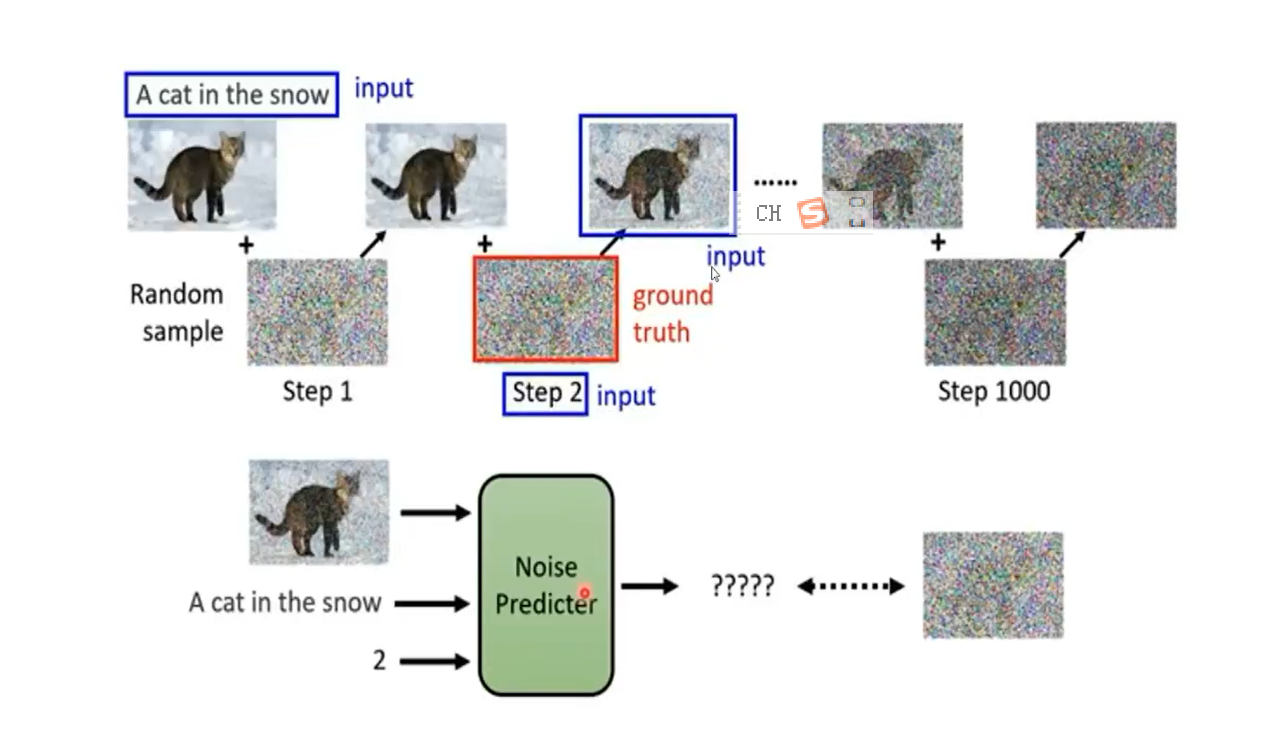 A cat in the snow
input
CH
input
Random
sample
ground
truth
Step 1
Step 2
input
Step 1000
Noise
Predicter
A cat in the snow
2
?????